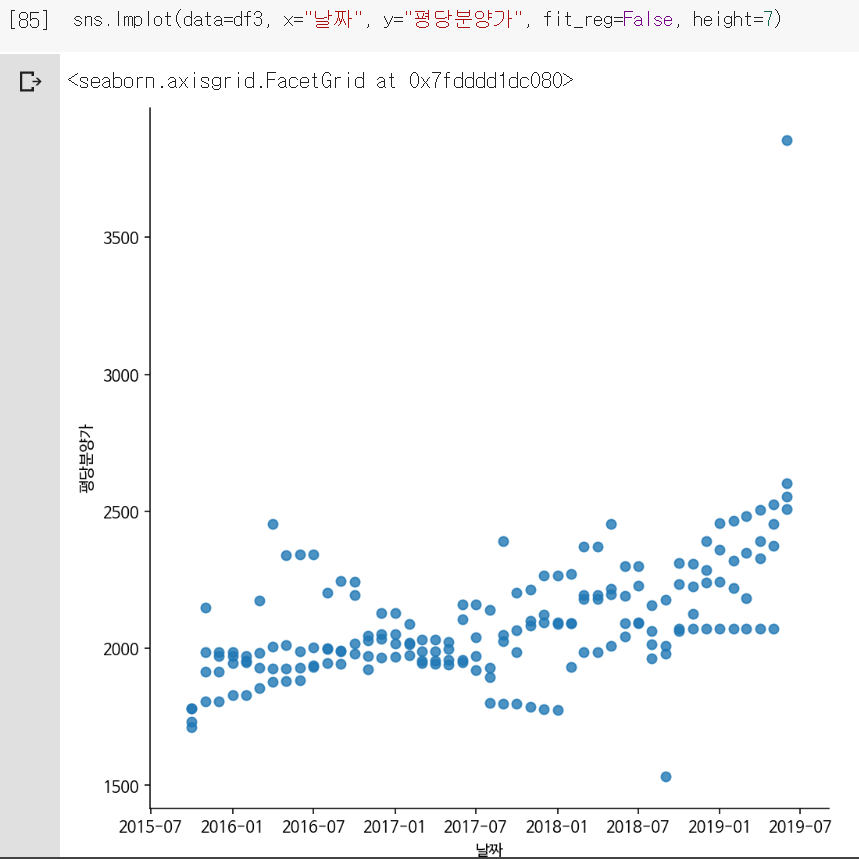 [85] sns.lmplot(data=df3, x="날짜", y="평당분양가", fit_reg=False, height=7)
<seaborn.axisgrid.FacetGrid at 0x7fdddd1dc080>
3500
3000
평당분양가
2500
2000
1500
2015-07 2016-01 2016-07 2017-01 2017-07 2018-01 2018-07 2019-01 2019-07
날짜